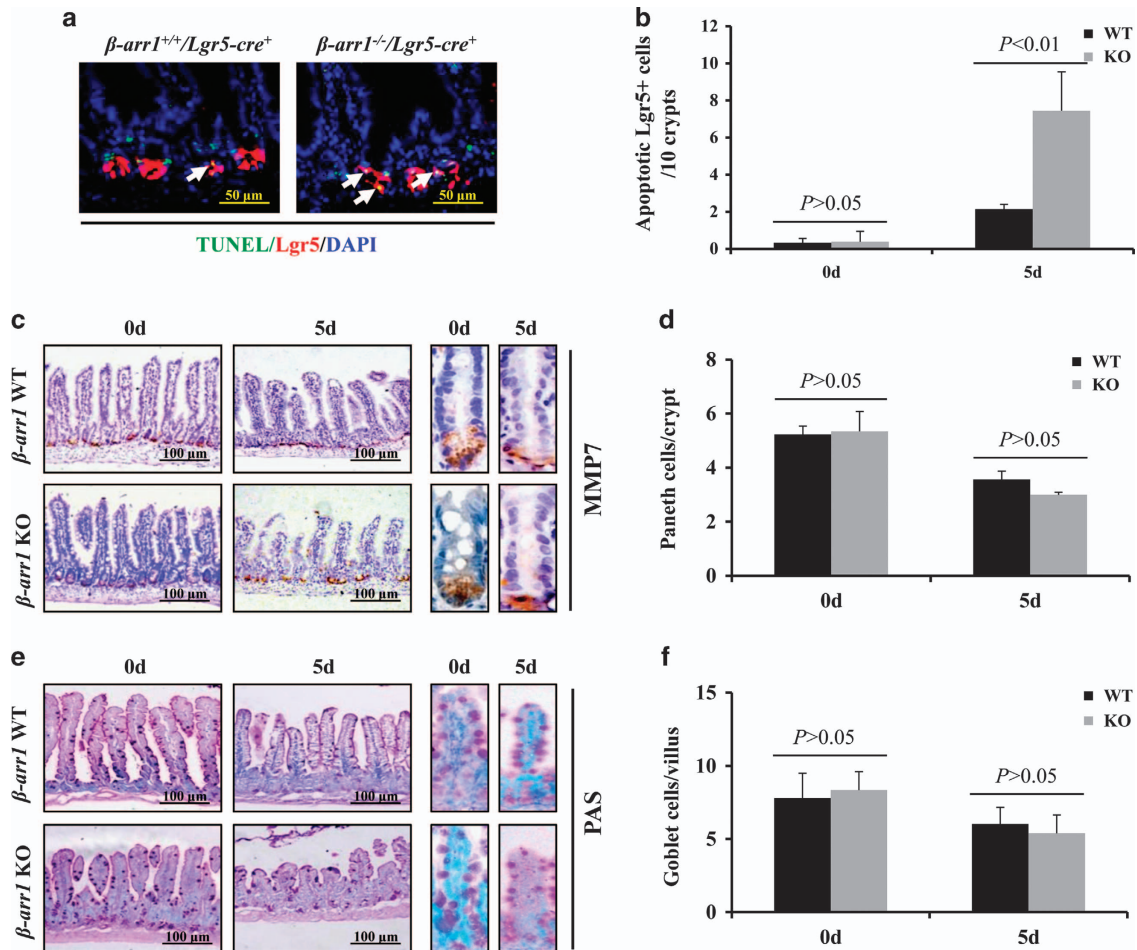 a
β-arr1+/+/Lgr5-cre+
β-arr1-/-/Lgr5-cre+
50 µm
50 µm
TUNEL/Lgr5/DAPI
b
Apoptotic Lgr5+ cells
/10 crypts
12
10
8
6
4
2
0
P>0.05
P<0.01
WT
KO
0d
5d
c
0d
5d
0d
5d
β-arr1 WT
100 µm
100 µm
β-arr1 KO
100 µm
100 µm
MMP7
d
Paneth cells/crypt
8
6
4
2
0
P>0.05
P>0.05
WT
KO
0d
5d
e
0d
5d
0d
5d
β-arr1 WT
100 µm
100 µm
β-arr1 KO
100 µm
100 µm
PAS
f
Goblet cells/villus
15
10
5
0
P>0.05
P>0.05
WT
KO
0d
5d